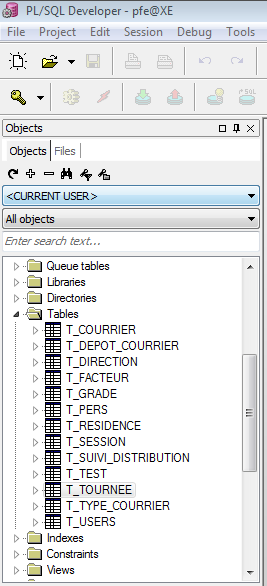 PL/SQL Developer - pfe@XE
File Project Edit Session Debug Tools
SQL
Objects
Objects Files
<CURRENT USER>
All objects
Enter search text...
Queue tables
Libraries
Directories
Tables
T_COURRIER
T_DEPOT_COURRIER
T_DIRECTION
T_FACTEUR
T_GRADE
T_PERS
T_RESIDENCE
T_SESSION
T_SUIVI_DISTRIBUTION
T_TEST
T_TOURNEE
T_TYPE_COURRIER
T_USERS
Indexes
Constraints
Views